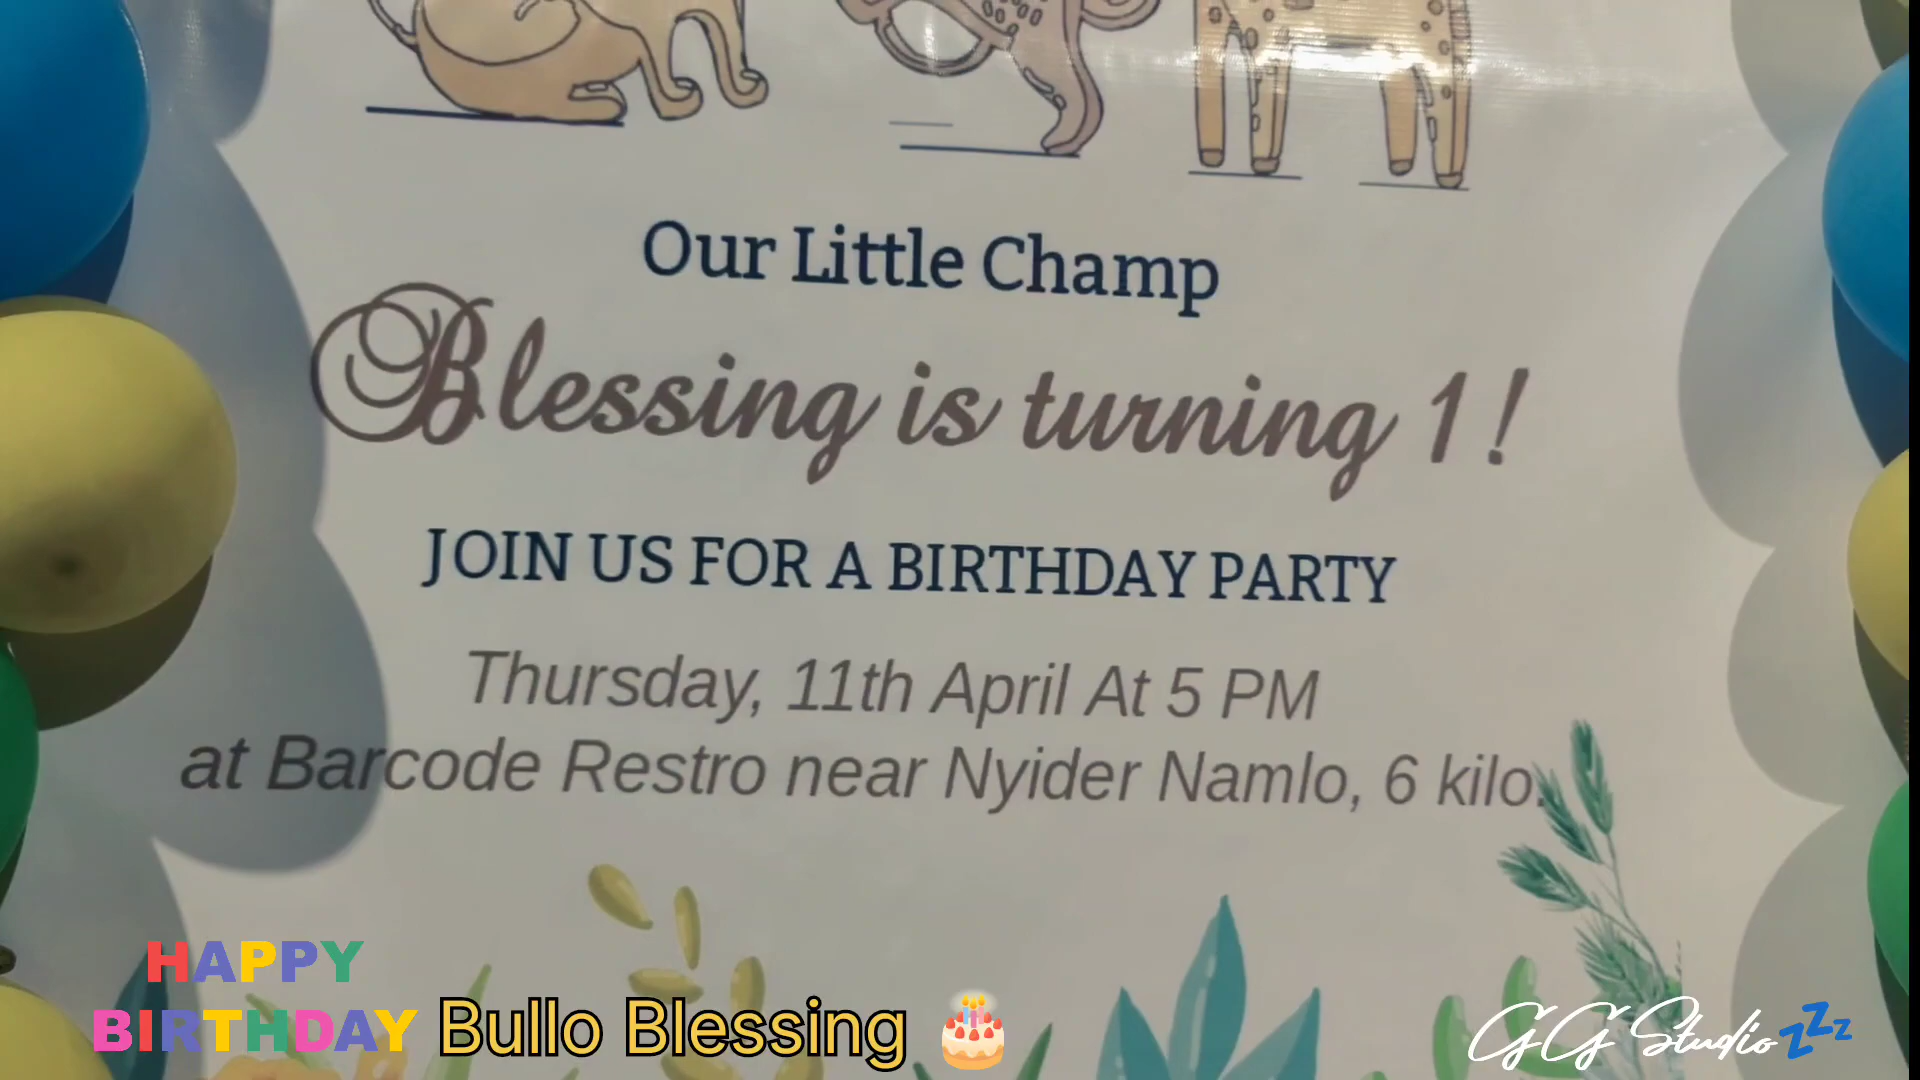 Our Little Champ
Blessing is turning 1!
JOIN US FOR A BIRTHDAY PARTY
Thursday, 11th April At 5 PM
at Barcode Restro near Nyider Namlo, 6 kilo.
HAPPY
BIRTHDAY Bullo Blessing 🎂
GG Studio zzz